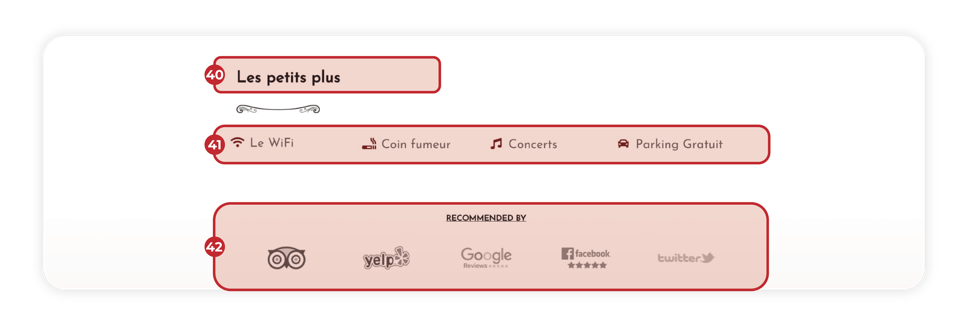 40 Les petits plus
41 Le WiFi Coin fumeur Concerts Parking Gratuit
RECOMMENDED BY
42 yelp Google Reviews facebook twitter